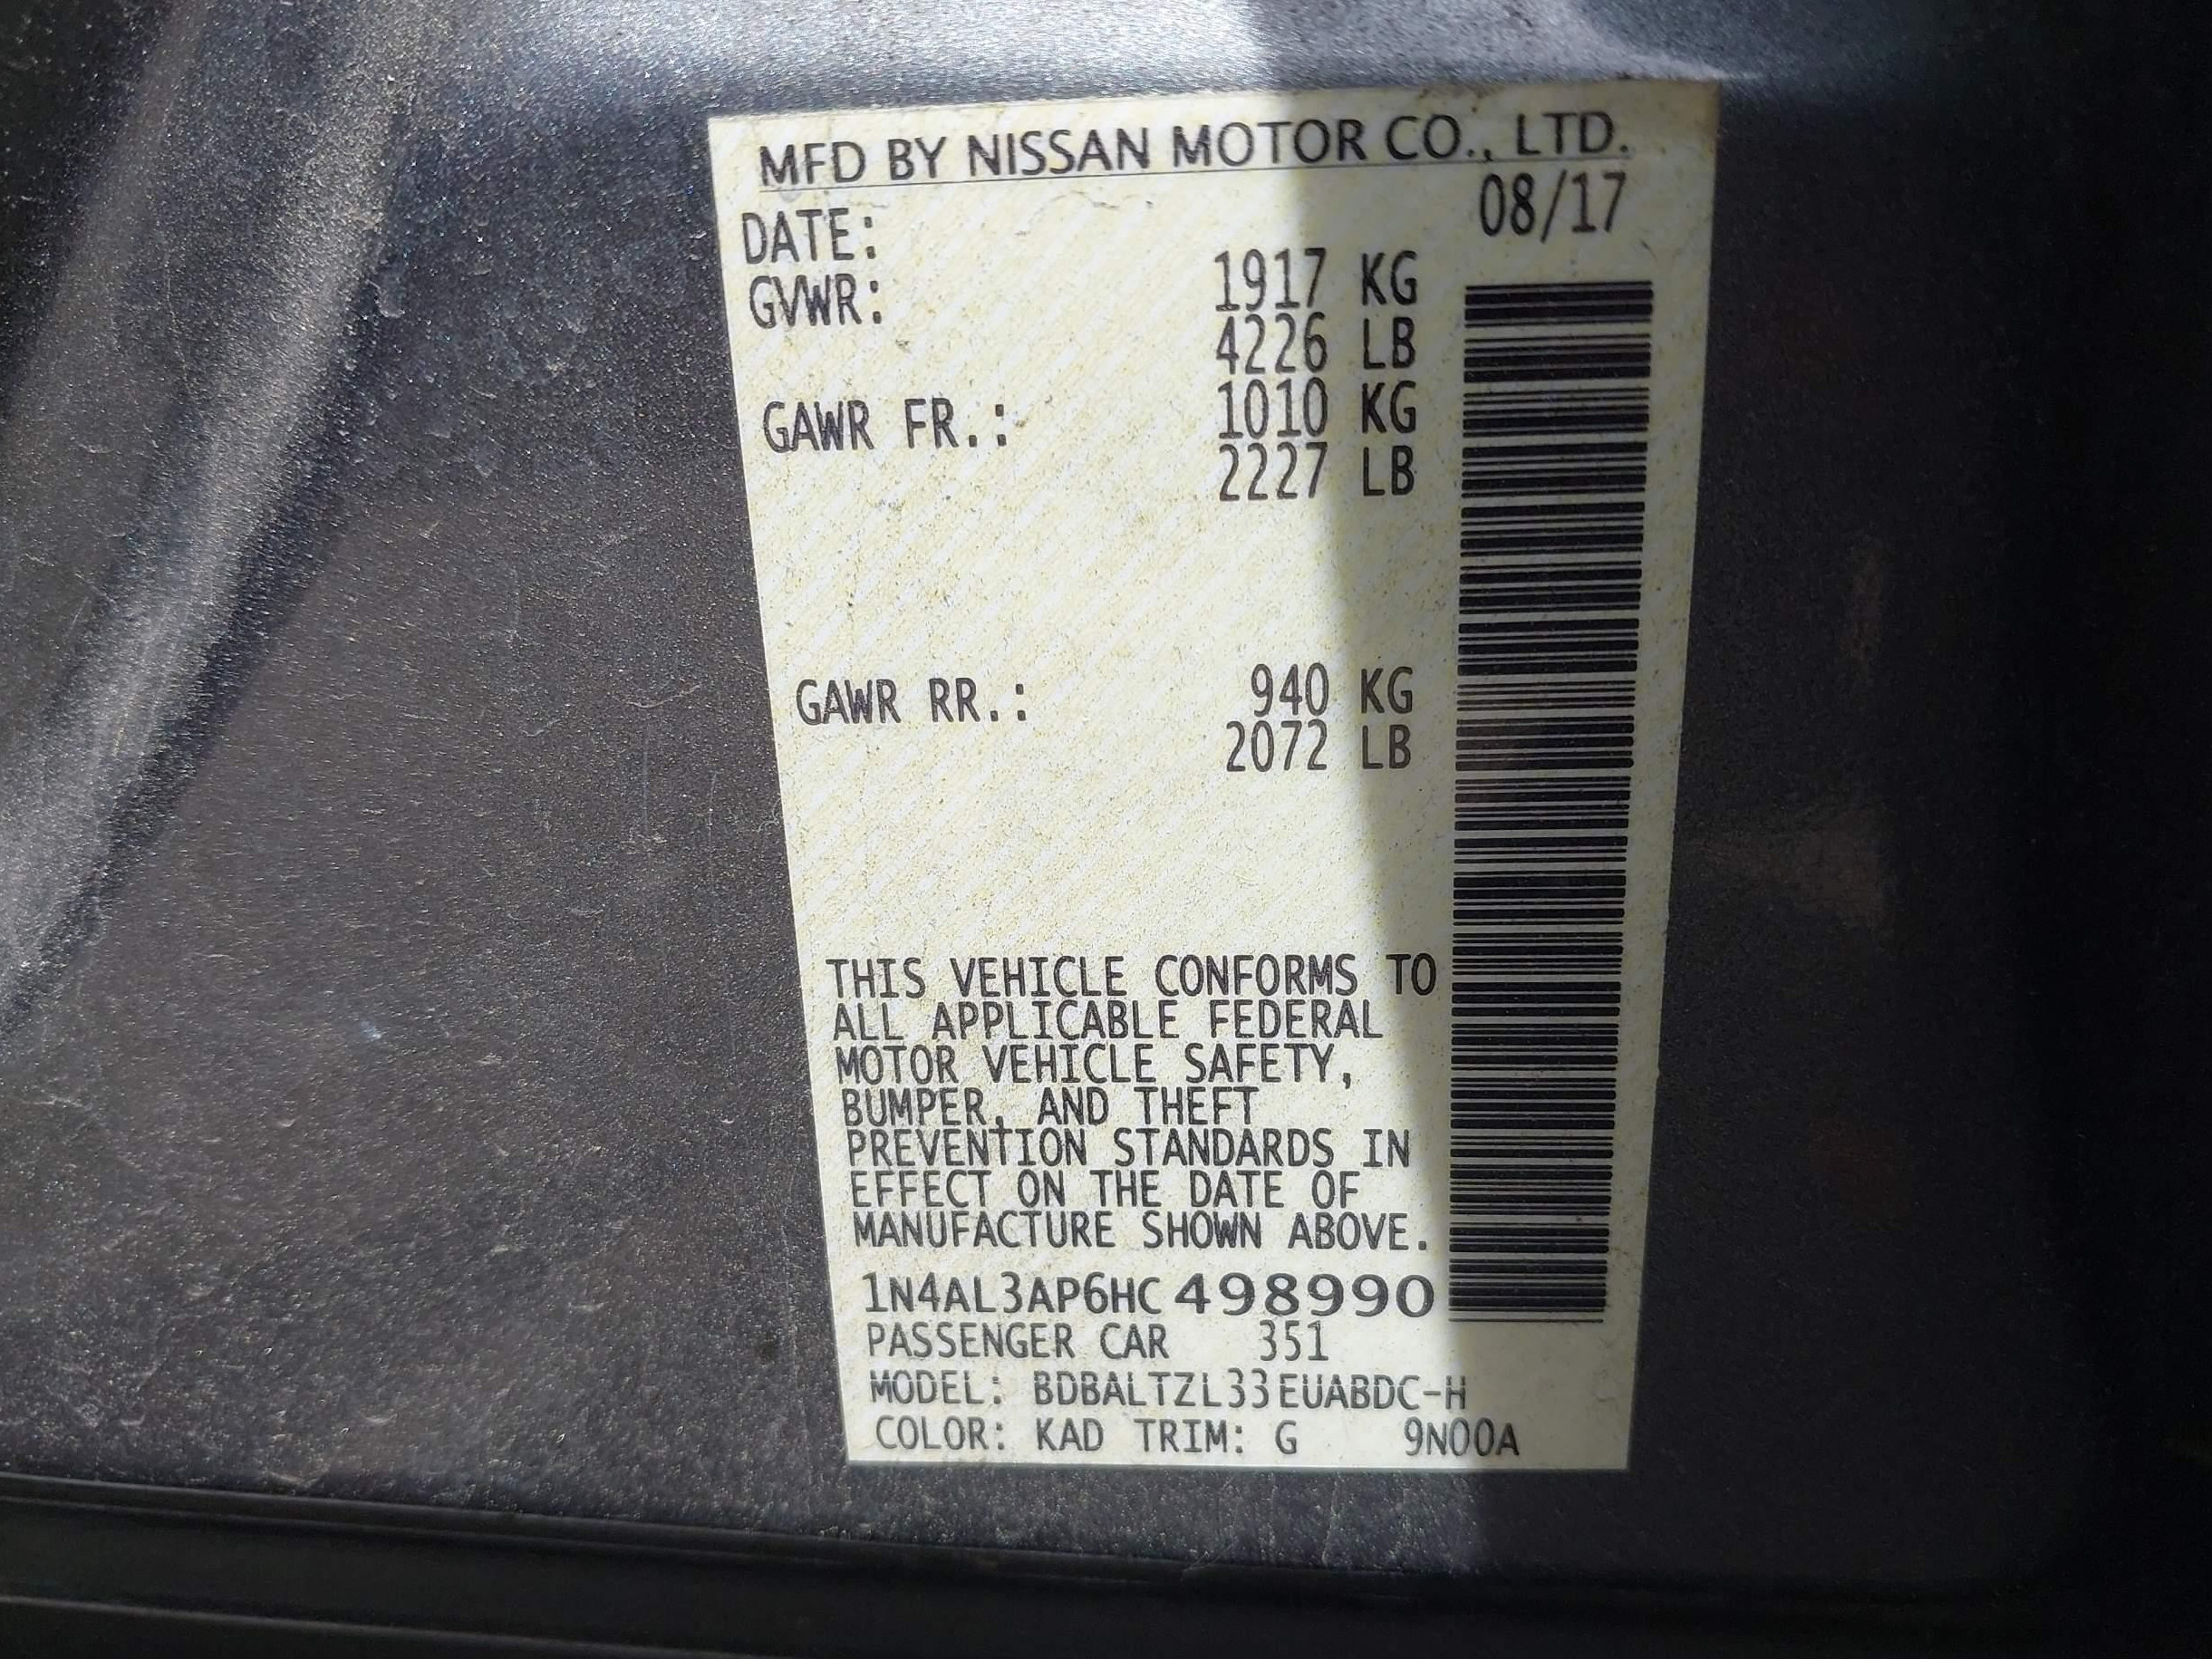 MFD BY NISSAN MOTOR CO., LTD.
DATE: 08/17
GVWR: 1917 KG
4226 LB
GAWR FR.: 1010 KG
2227 LB
GAWR RR.: 940 KG
2072 LB
THIS VEHICLE CONFORMS TO
ALL APPLICABLE FEDERAL
MOTOR VEHICLE SAFETY,
BUMPER, AND THEFT
PREVENTION STANDARDS IN
EFFECT ON THE DATE OF
MANUFACTURE SHOWN ABOVE.
1N4AL3AP6HC498990
PASSENGER CAR 351
MODEL: BDBALTZL33EUABDC-H
COLOR: KAD TRIM: G 9N00A